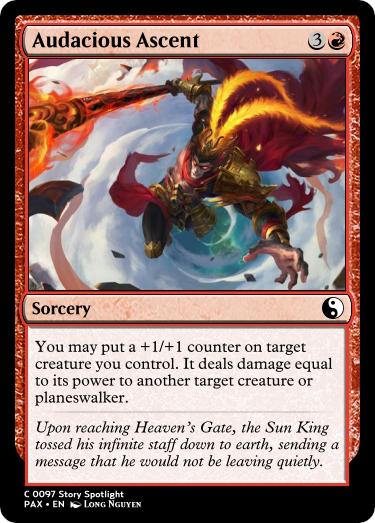 Audacious Ascent 3
Sorcery
You may put a +1/+1 counter on target
creature you control. It deals damage equal
to its power to another target creature or
planeswalker.
Upon reaching Heaven's Gate, the Sun King
tossed his infinite staff down to earth, sending a
message that he would not be leaving quietly.
C 0097 Story Spotlight
PAX • EN Long Nguyen